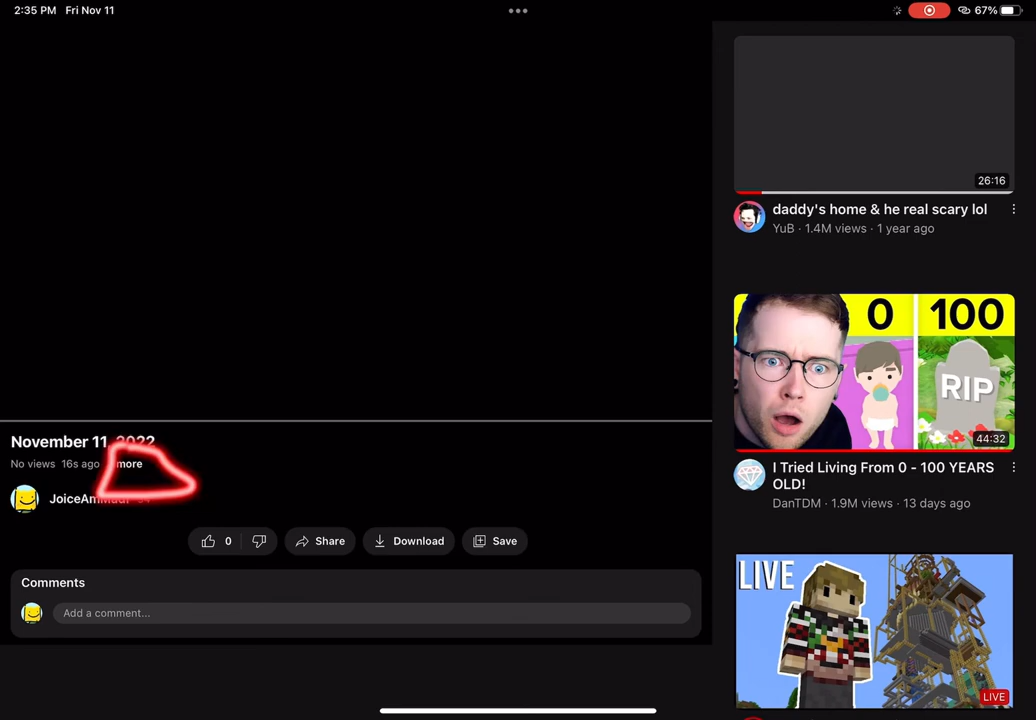 2:35 PM Fri Nov 11
67%
November 11, 2022
No views 16s ago
more
0
Share
Download
Save
Comments
Add a comment...
26:16
daddy's home & he real scary lol
YuB · 1.4M views · 1 year ago
0 100
RIP
44:32
I Tried Living From 0 - 100 YEARS
OLD!
DanTDM · 1.9M views · 13 days ago
LIVE
LIVE